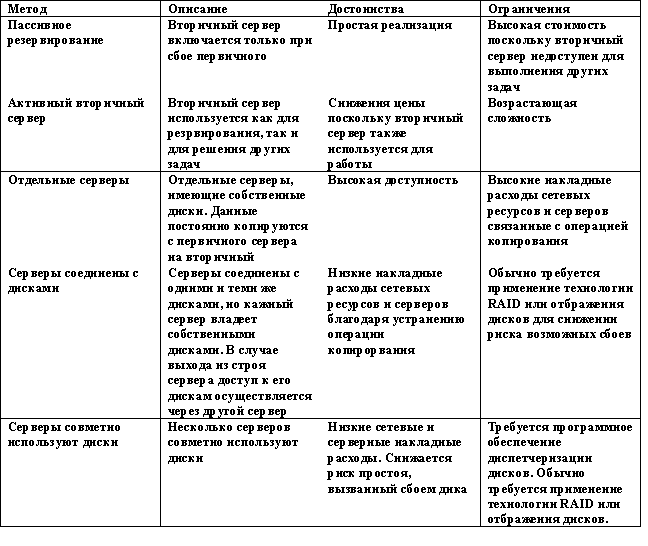 Метод Описание Достоинства Ограничения
Пассивное резервирование Вторичный сервер включается только при сбое первичного Простая реализация Высокая стоимость поскольку вторичный сервер недоступен для выполнения других задач
Активный вторичный сервер Вторичный сервер используется как для резрвирования, так и для решения других задач Снижения цены поскольку вторичный сервер также используется для работы Возрастающая сложность
Отдельные серверы Отдельные серверы, имеющие собственные диски. Данные постоянно копируются с первичного сервера на вторичный Высокая доступность Высокие накладные расходы сетевых ресурсов и серверов связанные с операцией копирования
Серверы соединены с дисками Серверы соединены с одними и теми же дисками, но кажный сервер владеет собственными дисками. В случае выхода из строя сервера доступ к его дискам осуществляется через другой сервер Низкие накладные расходы сетевых ресурсов и серверов благодаря устранению операции копрорвания Обычно требуется применение технологии RAID или отбражения дисков для снижении риска возможных сбоев
Серверы совметно используют диски Несколько серверов совметно используют диски Низкие сетевые и серверные накладные расходы. Снижается риск простоя, вызванный сбоем дика Требуется программное обеспечение диспетчеризации дисков. Обычно требуется применение технологии RAID или отбражения дисков.